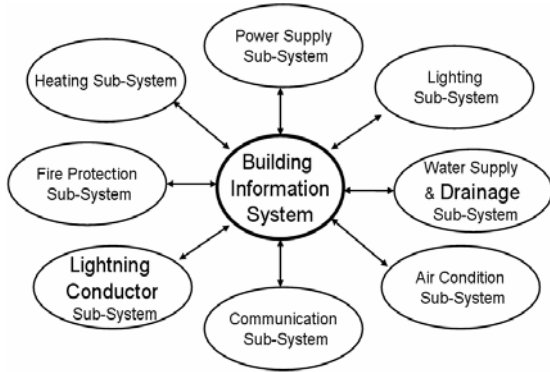 Power Supply
Sub-System
Heating Sub-System
Lighting
Sub-System
Building
Information
System
Fire Protection
Sub-System
Water Supply
& Drainage
Sub-System
Lightning
Conductor
Sub-System
Air Condition
Sub-System
Communication
Sub-System